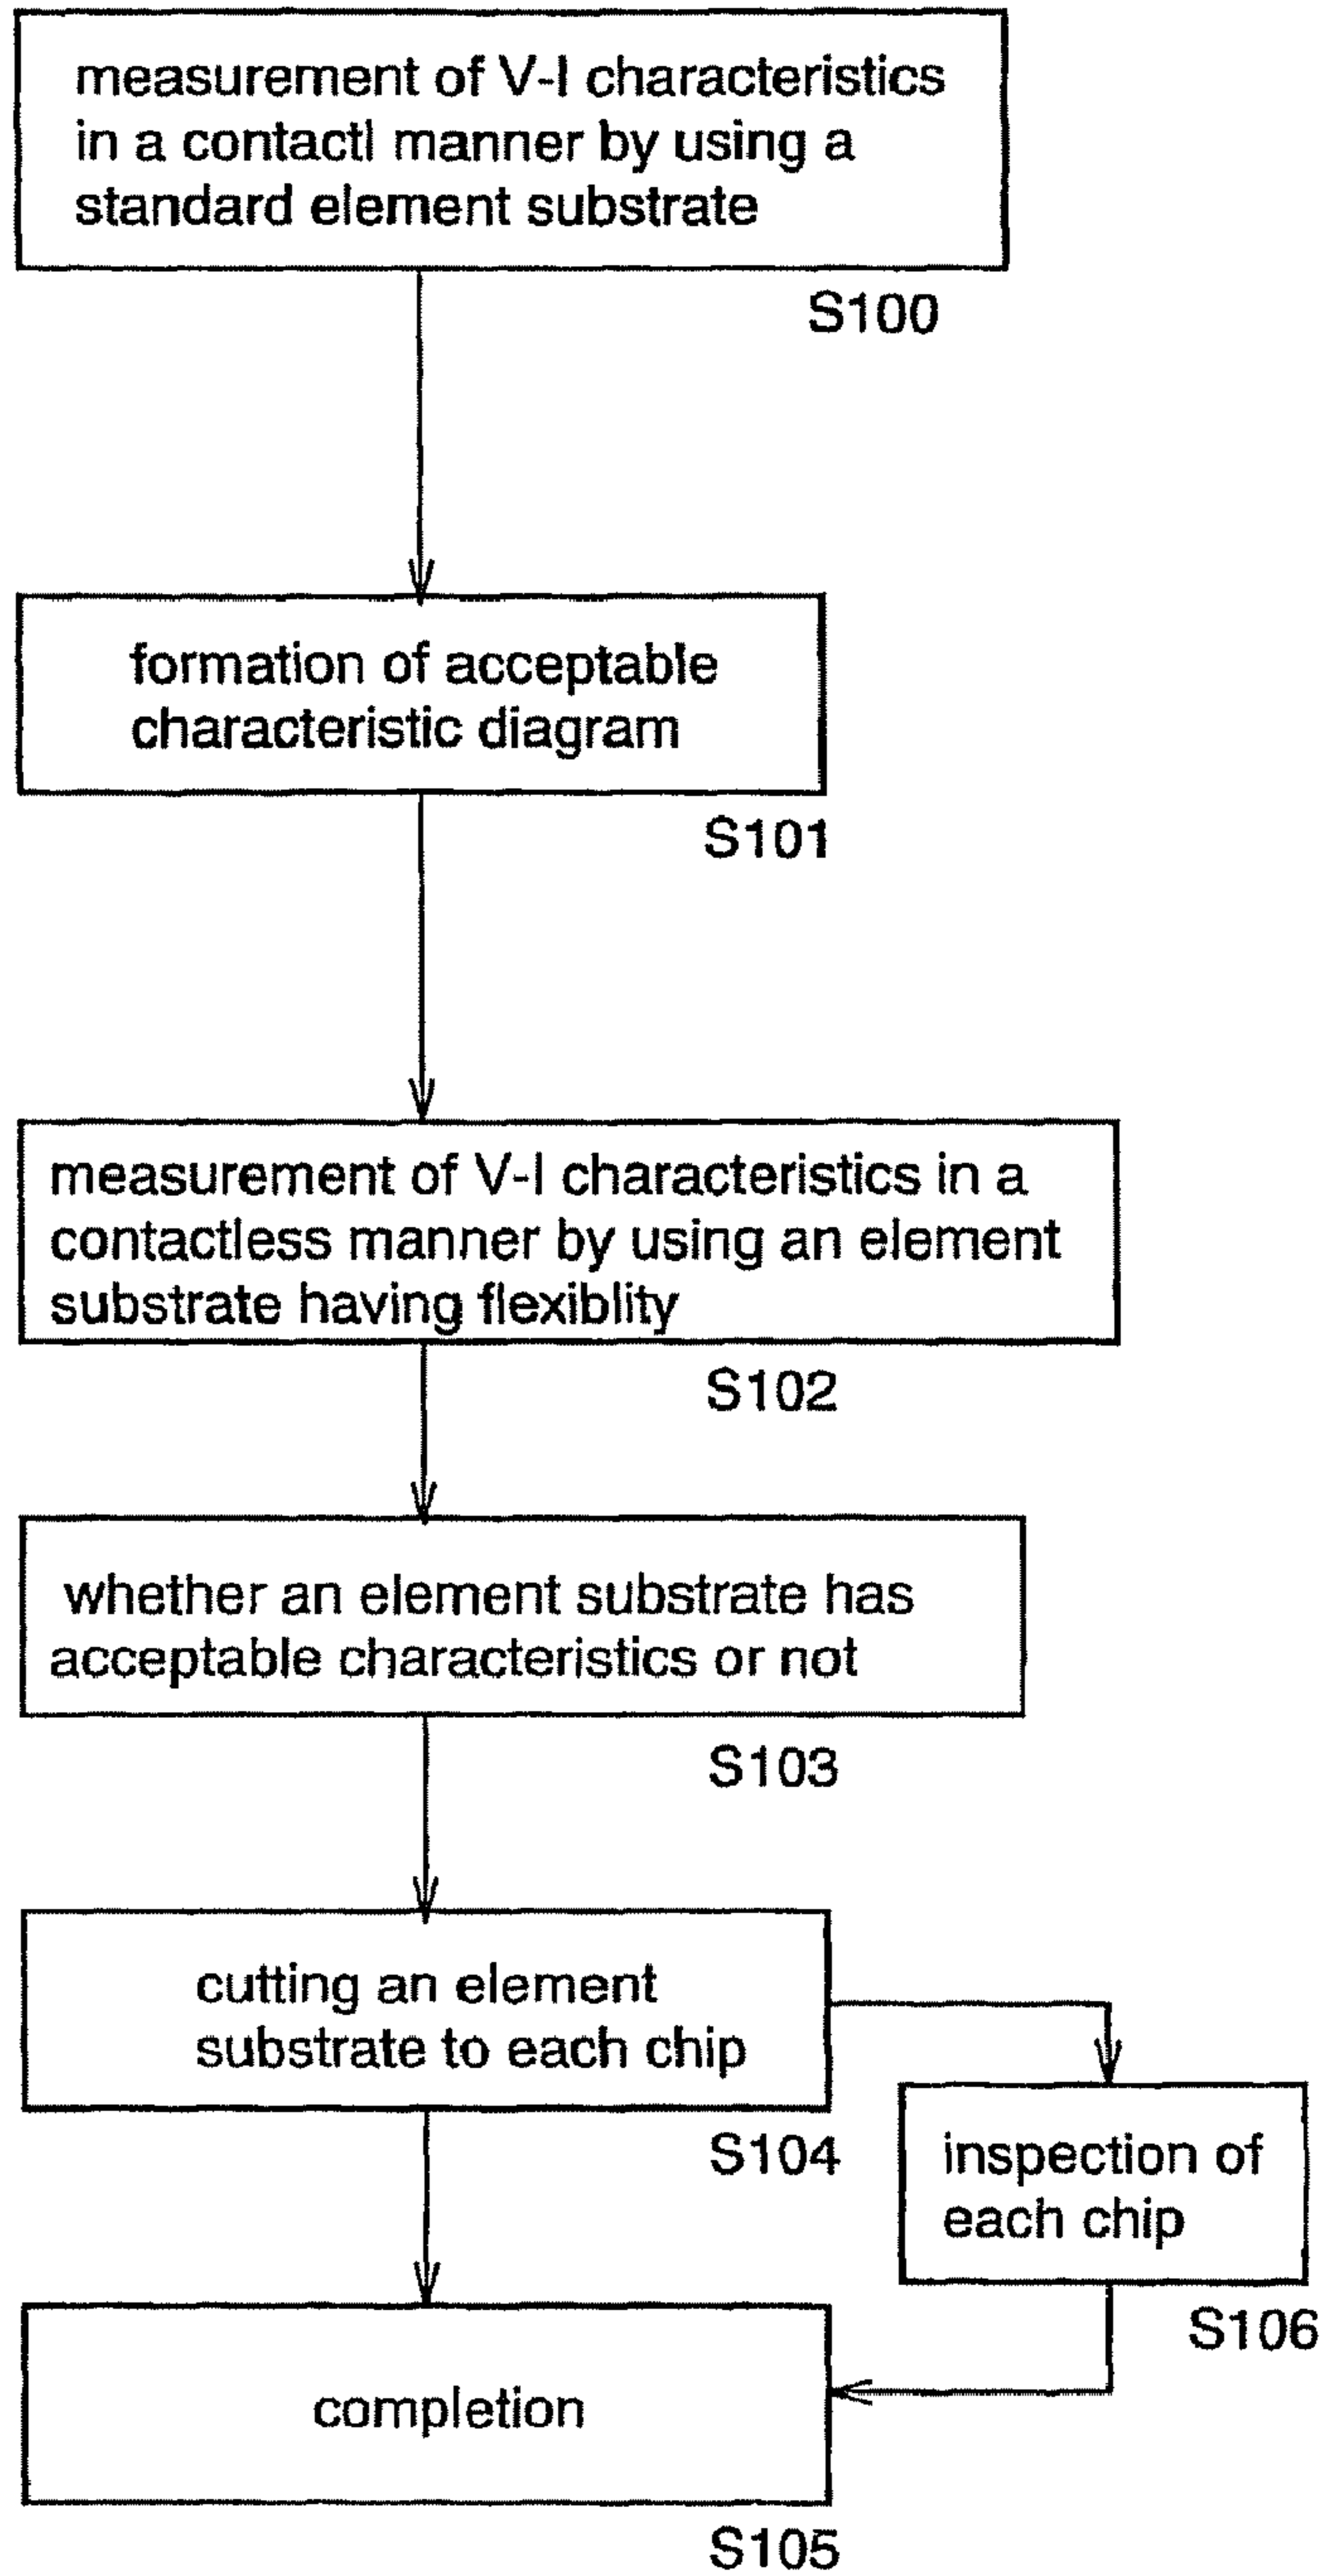 measurement of V-I characteristics
in a contactl manner by using a
standard element substrate
S100
formation of acceptable
characteristic diagram
S101
measurement of V-I characteristics in a
contactless manner by using an element
substrate having flexiblity
S102
whether an element substrate has
acceptable characteristics or not
S103
cutting an element
substrate to each chip
S104
inspection of
each chip
S106
completion
S105